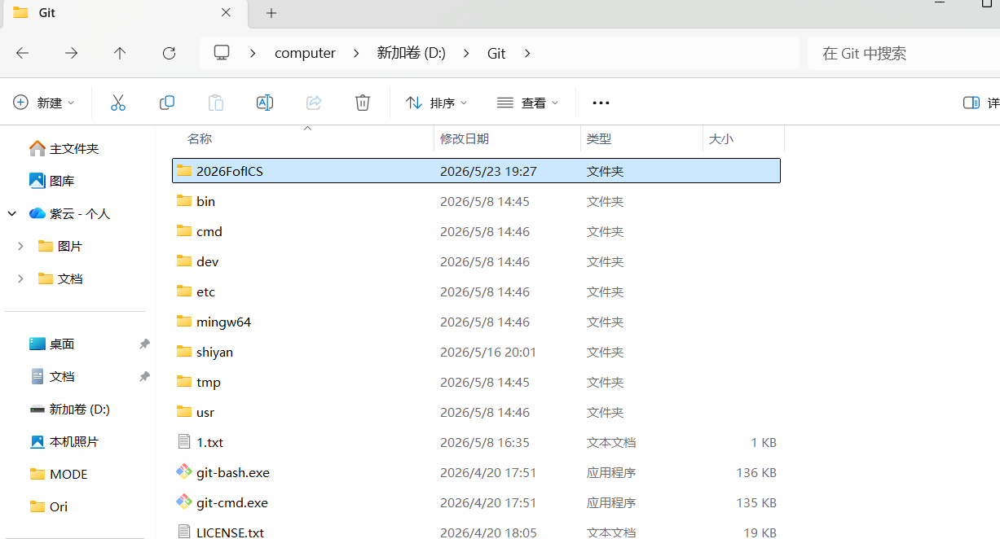 Git
computer > 新加卷 (D:) > Git >
在 Git 中搜索
新建
排序
查看
详
名称 修改日期 类型 大小
主文件夹
图库
紫云 - 个人
图片
文档
桌面
文档
新加卷 (D:)
本机照片
MODE
Ori
2026FofICS 2026/5/23 19:27 文件夹
bin 2026/5/8 14:45 文件夹
cmd 2026/5/8 14:46 文件夹
dev 2026/5/8 14:46 文件夹
etc 2026/5/8 14:46 文件夹
mingw64 2026/5/8 14:46 文件夹
shiyan 2026/5/16 20:01 文件夹
tmp 2026/5/8 14:45 文件夹
usr 2026/5/8 14:46 文件夹
1.txt 2026/5/8 16:35 文本文档 1 KB
git-bash.exe 2026/4/20 17:51 应用程序 136 KB
git-cmd.exe 2026/4/20 17:51 应用程序 135 KB
LICENSE.txt 2026/4/20 18:05 文本文档 19 KB